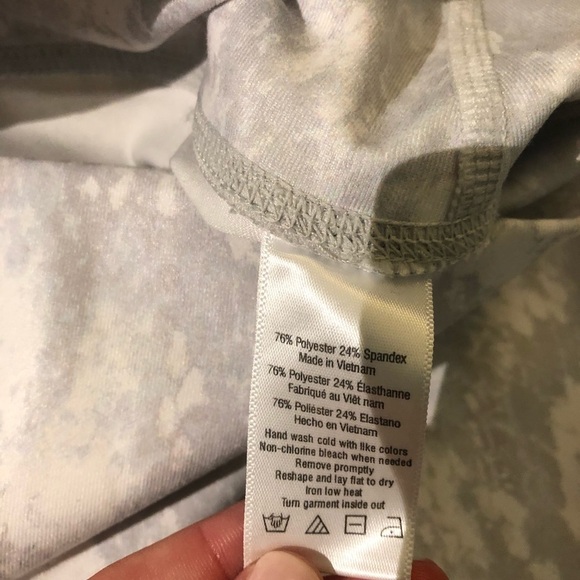 76% Polyester 24% Spandex
Made in Vietnam
76% Polyester 24% Élasthanne
Fabriqué au Viêt nam
76% Poliéster 24% Elastano
Hecho en Vietnam
Hand wash cold with like colors
Non-chlorine bleach when needed
Remove promptly
Reshape and lay flat to dry
Iron low heat
Turn garment inside out